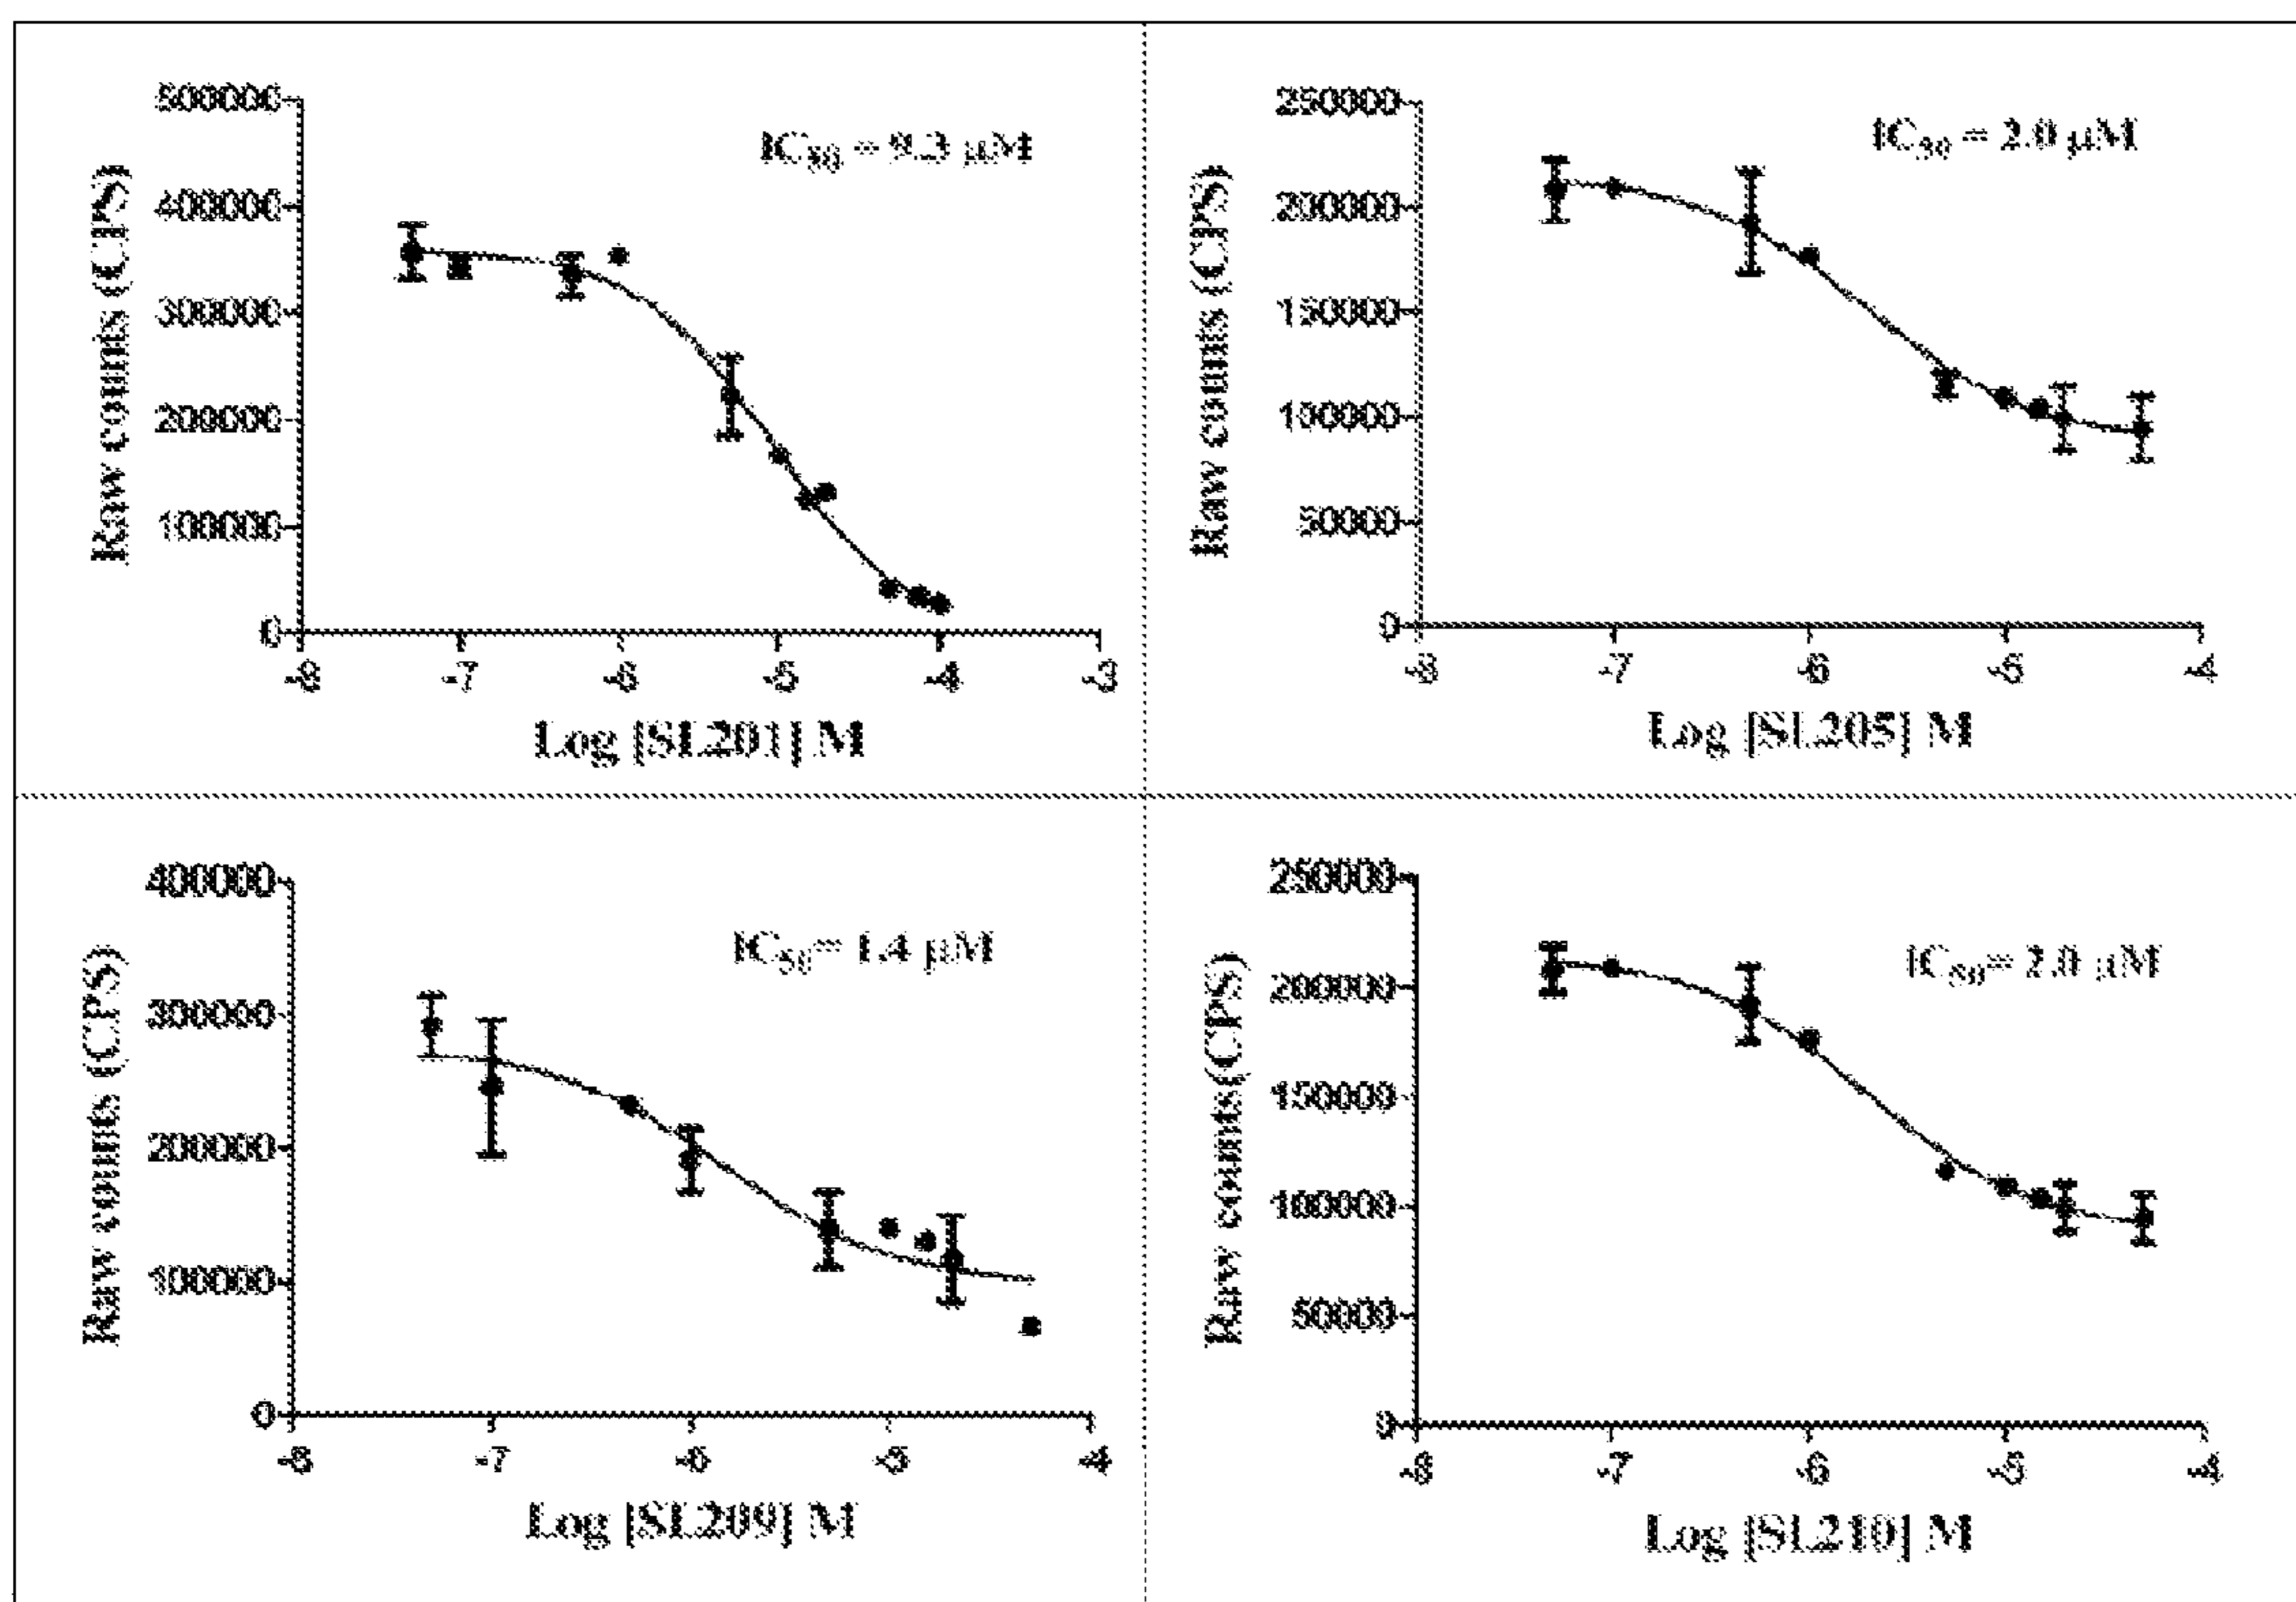 500000
IC50 = 9.3 µM
400000
300000
200000
100000
0
-8 -7 -6 -5 -4 -3
Raw counts (CPS)
Log [SL201] M
250000
IC50 = 2.0 µM
200000
150000
100000
50000
0
-8 -7 -6 -5 -4
Raw counts (CPS)
Log [SL205] M
400000
IC50= 1.4 µM
300000
200000
100000
0
-8 -7 -6 -5 -4
Raw counts (CPS)
Log [SL209] M
250000
IC50= 2.0 µM
200000
150000
100000
50000
0
-8 -7 -6 -5 -4
Raw counts(CPS)
Log [SL210] M